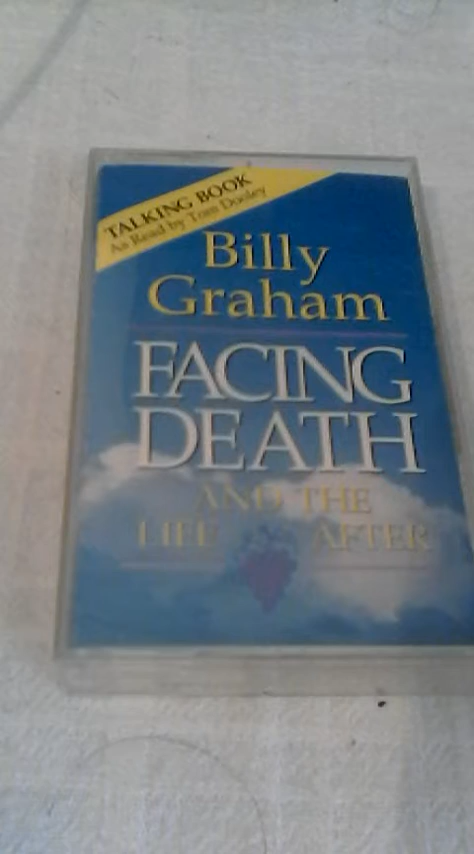 TALKING BOOK
As Read by Tom Dooley
Billy
Graham
FACING
DEATH
AND THE
LIFE AFTER